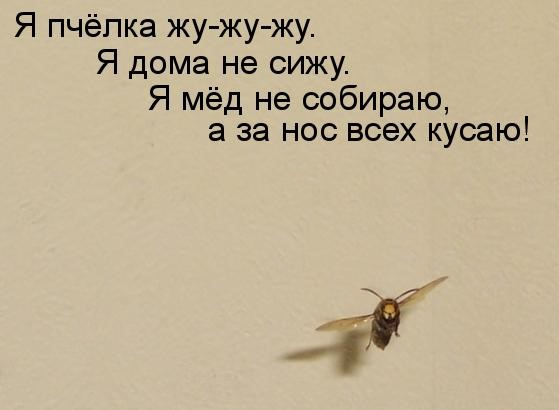 Я пчёлка жу-жу-жу.
Я дома не сижу.
Я мёд не собираю,
а за нос всех кусаю!